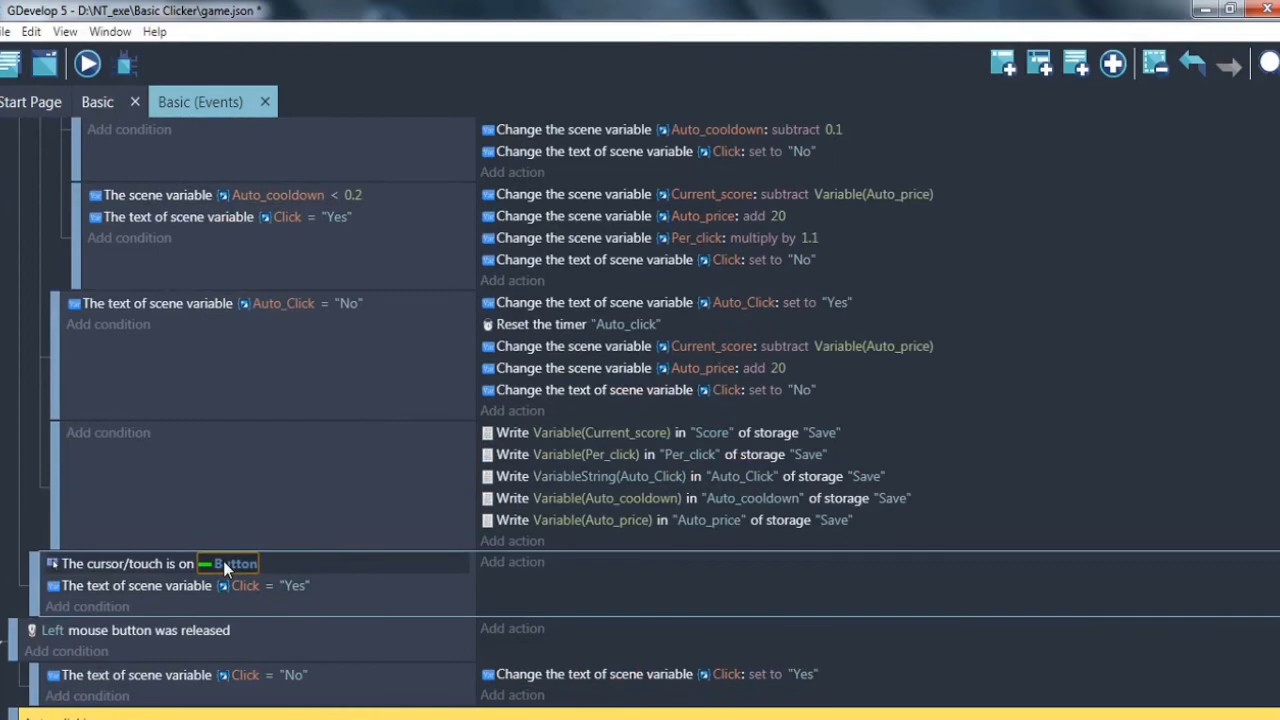 GDevelop 5 - D:\NT_exe\Basic Clicker\game.json *
Edit View Window Help
Start Page Basic × Basic (Events) ×
Add condition
Change the scene variable Auto_cooldown: subtract 0.1
Change the text of scene variable Click: set to "No"
Add action
The scene variable Auto_cooldown < 0.2
The text of scene variable Click = "Yes"
Add condition
Change the scene variable Current_score: subtract Variable(Auto_price)
Change the scene variable Auto_price: add 20
Change the scene variable Per_click: multiply by 1.1
Change the text of scene variable Click: set to "No"
Add action
The text of scene variable Auto_Click = "No"
Add condition
Change the text of scene variable Auto_Click: set to "Yes"
Reset the timer "Auto_click"
Change the scene variable Current_score: subtract Variable(Auto_price)
Change the scene variable Auto_price: add 20
Change the text of scene variable Click: set to "No"
Add action
Add condition
Write Variable(Current_score) in "Score" of storage "Save"
Write Variable(Per_click) in "Per_click" of storage "Save"
Write VariableString(Auto_Click) in "Auto_Click" of storage "Save"
Write Variable(Auto_cooldown) in "Auto_cooldown" of storage "Save"
Write Variable(Auto_price) in "Auto_price" of storage "Save"
Add action
The cursor/touch is on Button
The text of scene variable Click = "Yes"
Add condition
Add action
Left mouse button was released
Add condition
Add action
The text of scene variable Click = "No"
Add condition
Change the text of scene variable Click: set to "Yes"
Add action